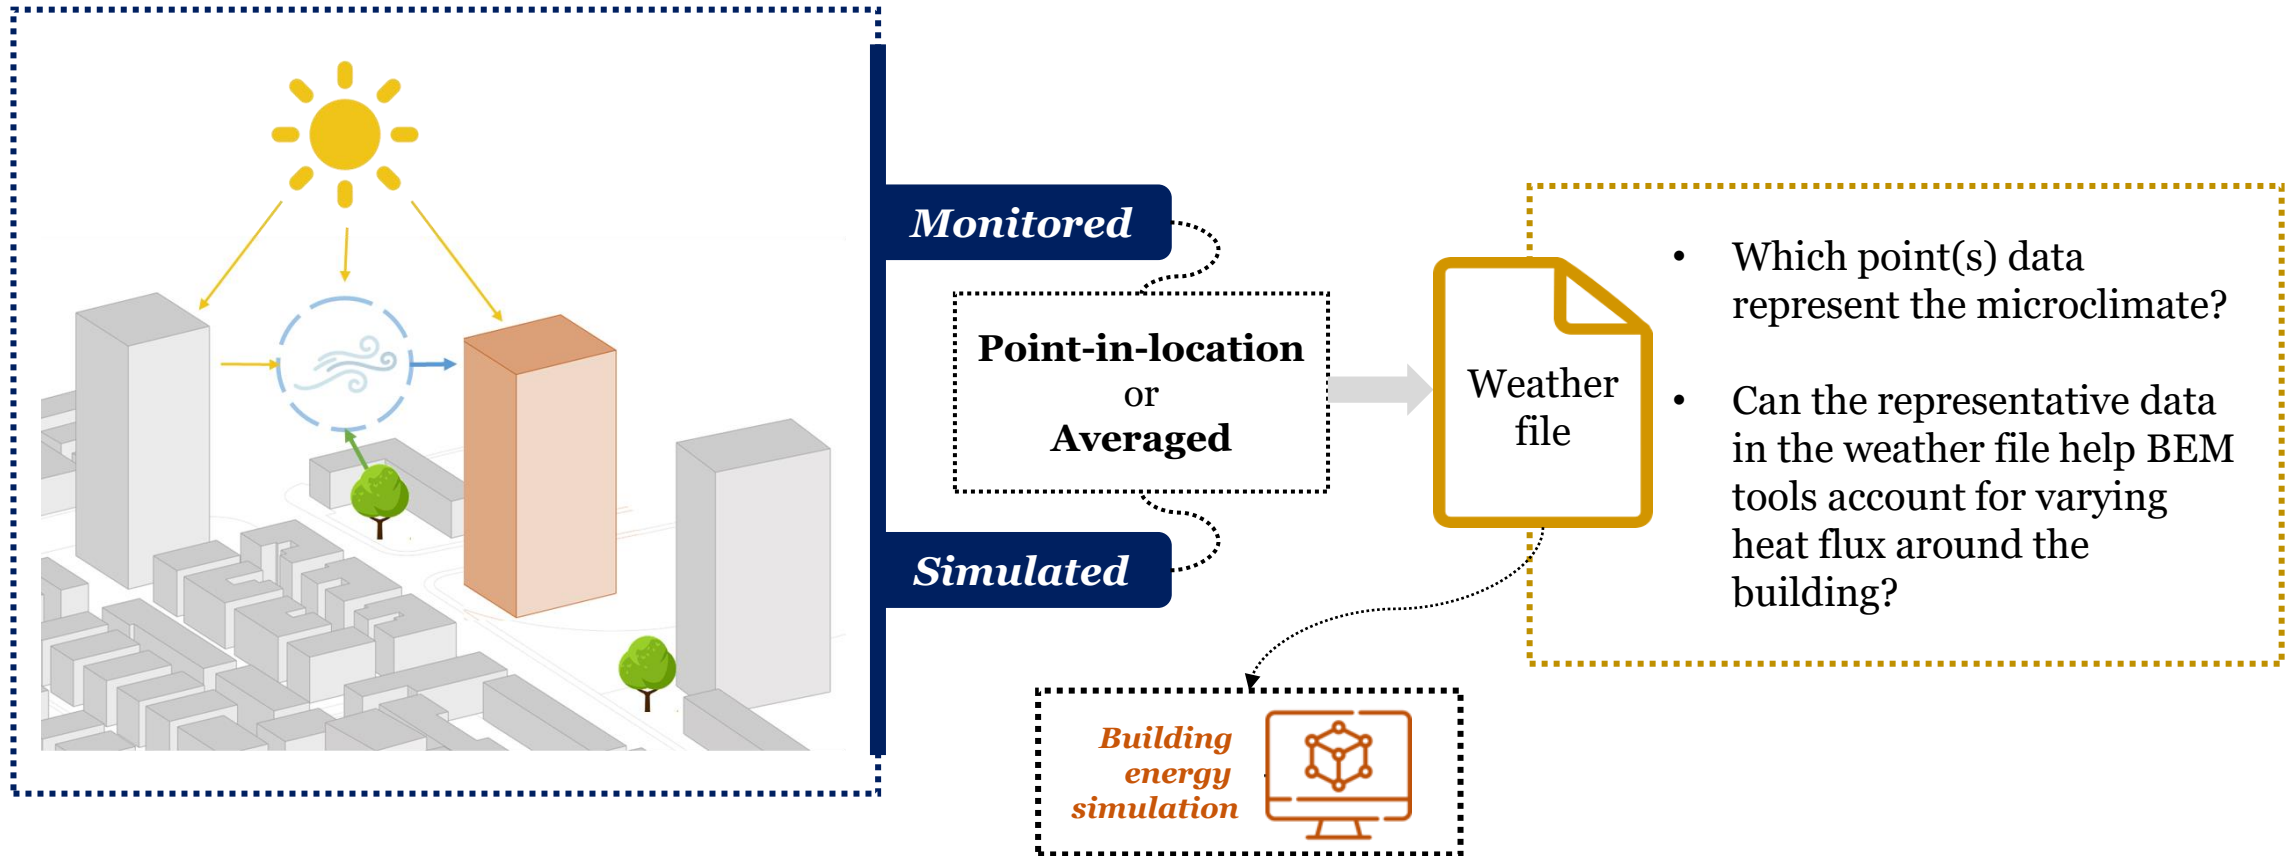 Monitored
Point-in-location
or
Averaged
Simulated
Weather
file
• Which point(s) data
represent the microclimate?
• Can the representative data
in the weather file help BEM
tools account for varying
heat flux around the
building?
Building
energy
simulation